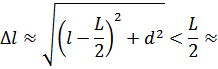 Δl ≈ √((l − L/2)² + d²) < L/2 ≈